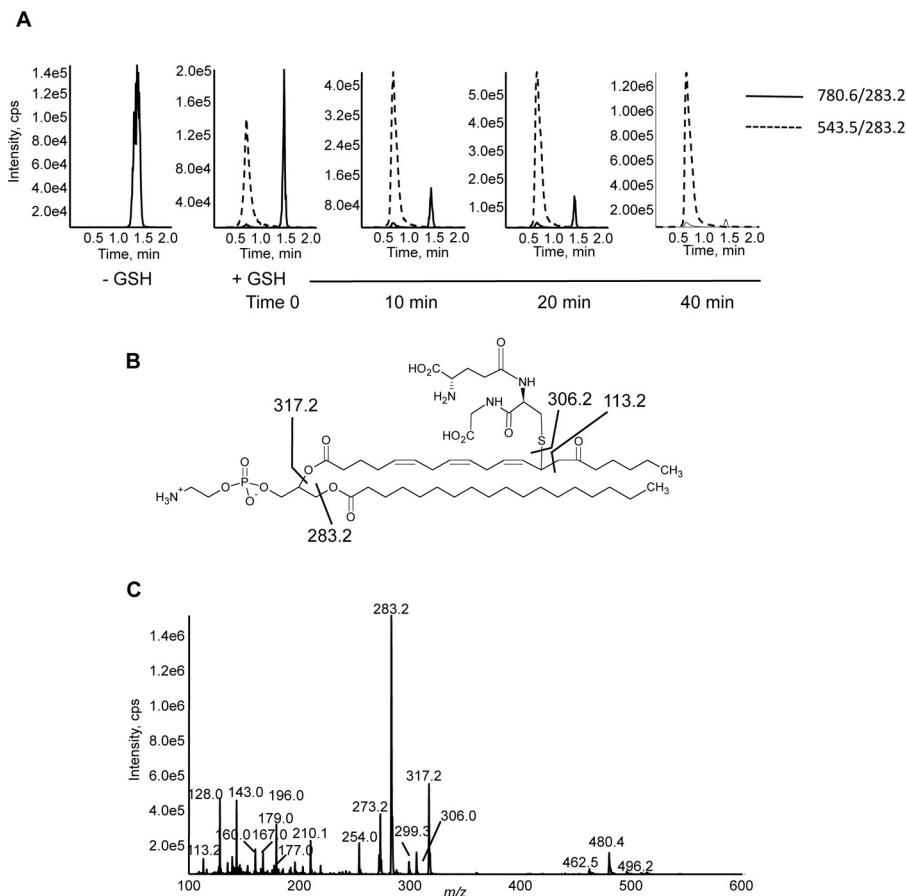 A
Intensity, cps
1.4e5
1.2e5
1.0e5
8.0e4
6.0e4
4.0e4
2.0e4
0.5 1.0 1.5 2.0
Time, min
- GSH
2.0e5
1.6e5
1.2e5
8.0e4
4.0e4
0.5 1.0 1.5 2.0
Time, min
+ GSH
Time 0
4.0e5
3.2e5
2.4e5
1.6e5
8.0e4
0.5 1.0 1.5 2.0
Time, min
10 min
5.0e5
4.0e5
3.0e5
2.0e5
1.0e5
0.5 1.0 1.5 2.0
Time, min
20 min
1.20e6
1.00e6
8.00e5
6.00e5
4.00e5
2.00e5
0.5 1.0 1.5 2.0
Time, min
40 min
780.6/283.2
543.5/283.2
B
O
HO2C
NH
H2N
NH
306.2 113.2
317.2
O
HO2C
S
O
O
O
CH3
O
O
P
O
O
CH3
H3N+
O-
O
283.2
C
Intensity, cps
1.4e6
1.2e6
1.0e6
8.0e5
6.0e5
4.0e5
2.0e5
283.2
317.2
128.0 143.0 196.0
273.2
179.0
306.0
160.0 167.0 210.1
254.0 299.3
113.2 177.0
480.4
462.5 496.2
100 200 300 400 500 600
m/z